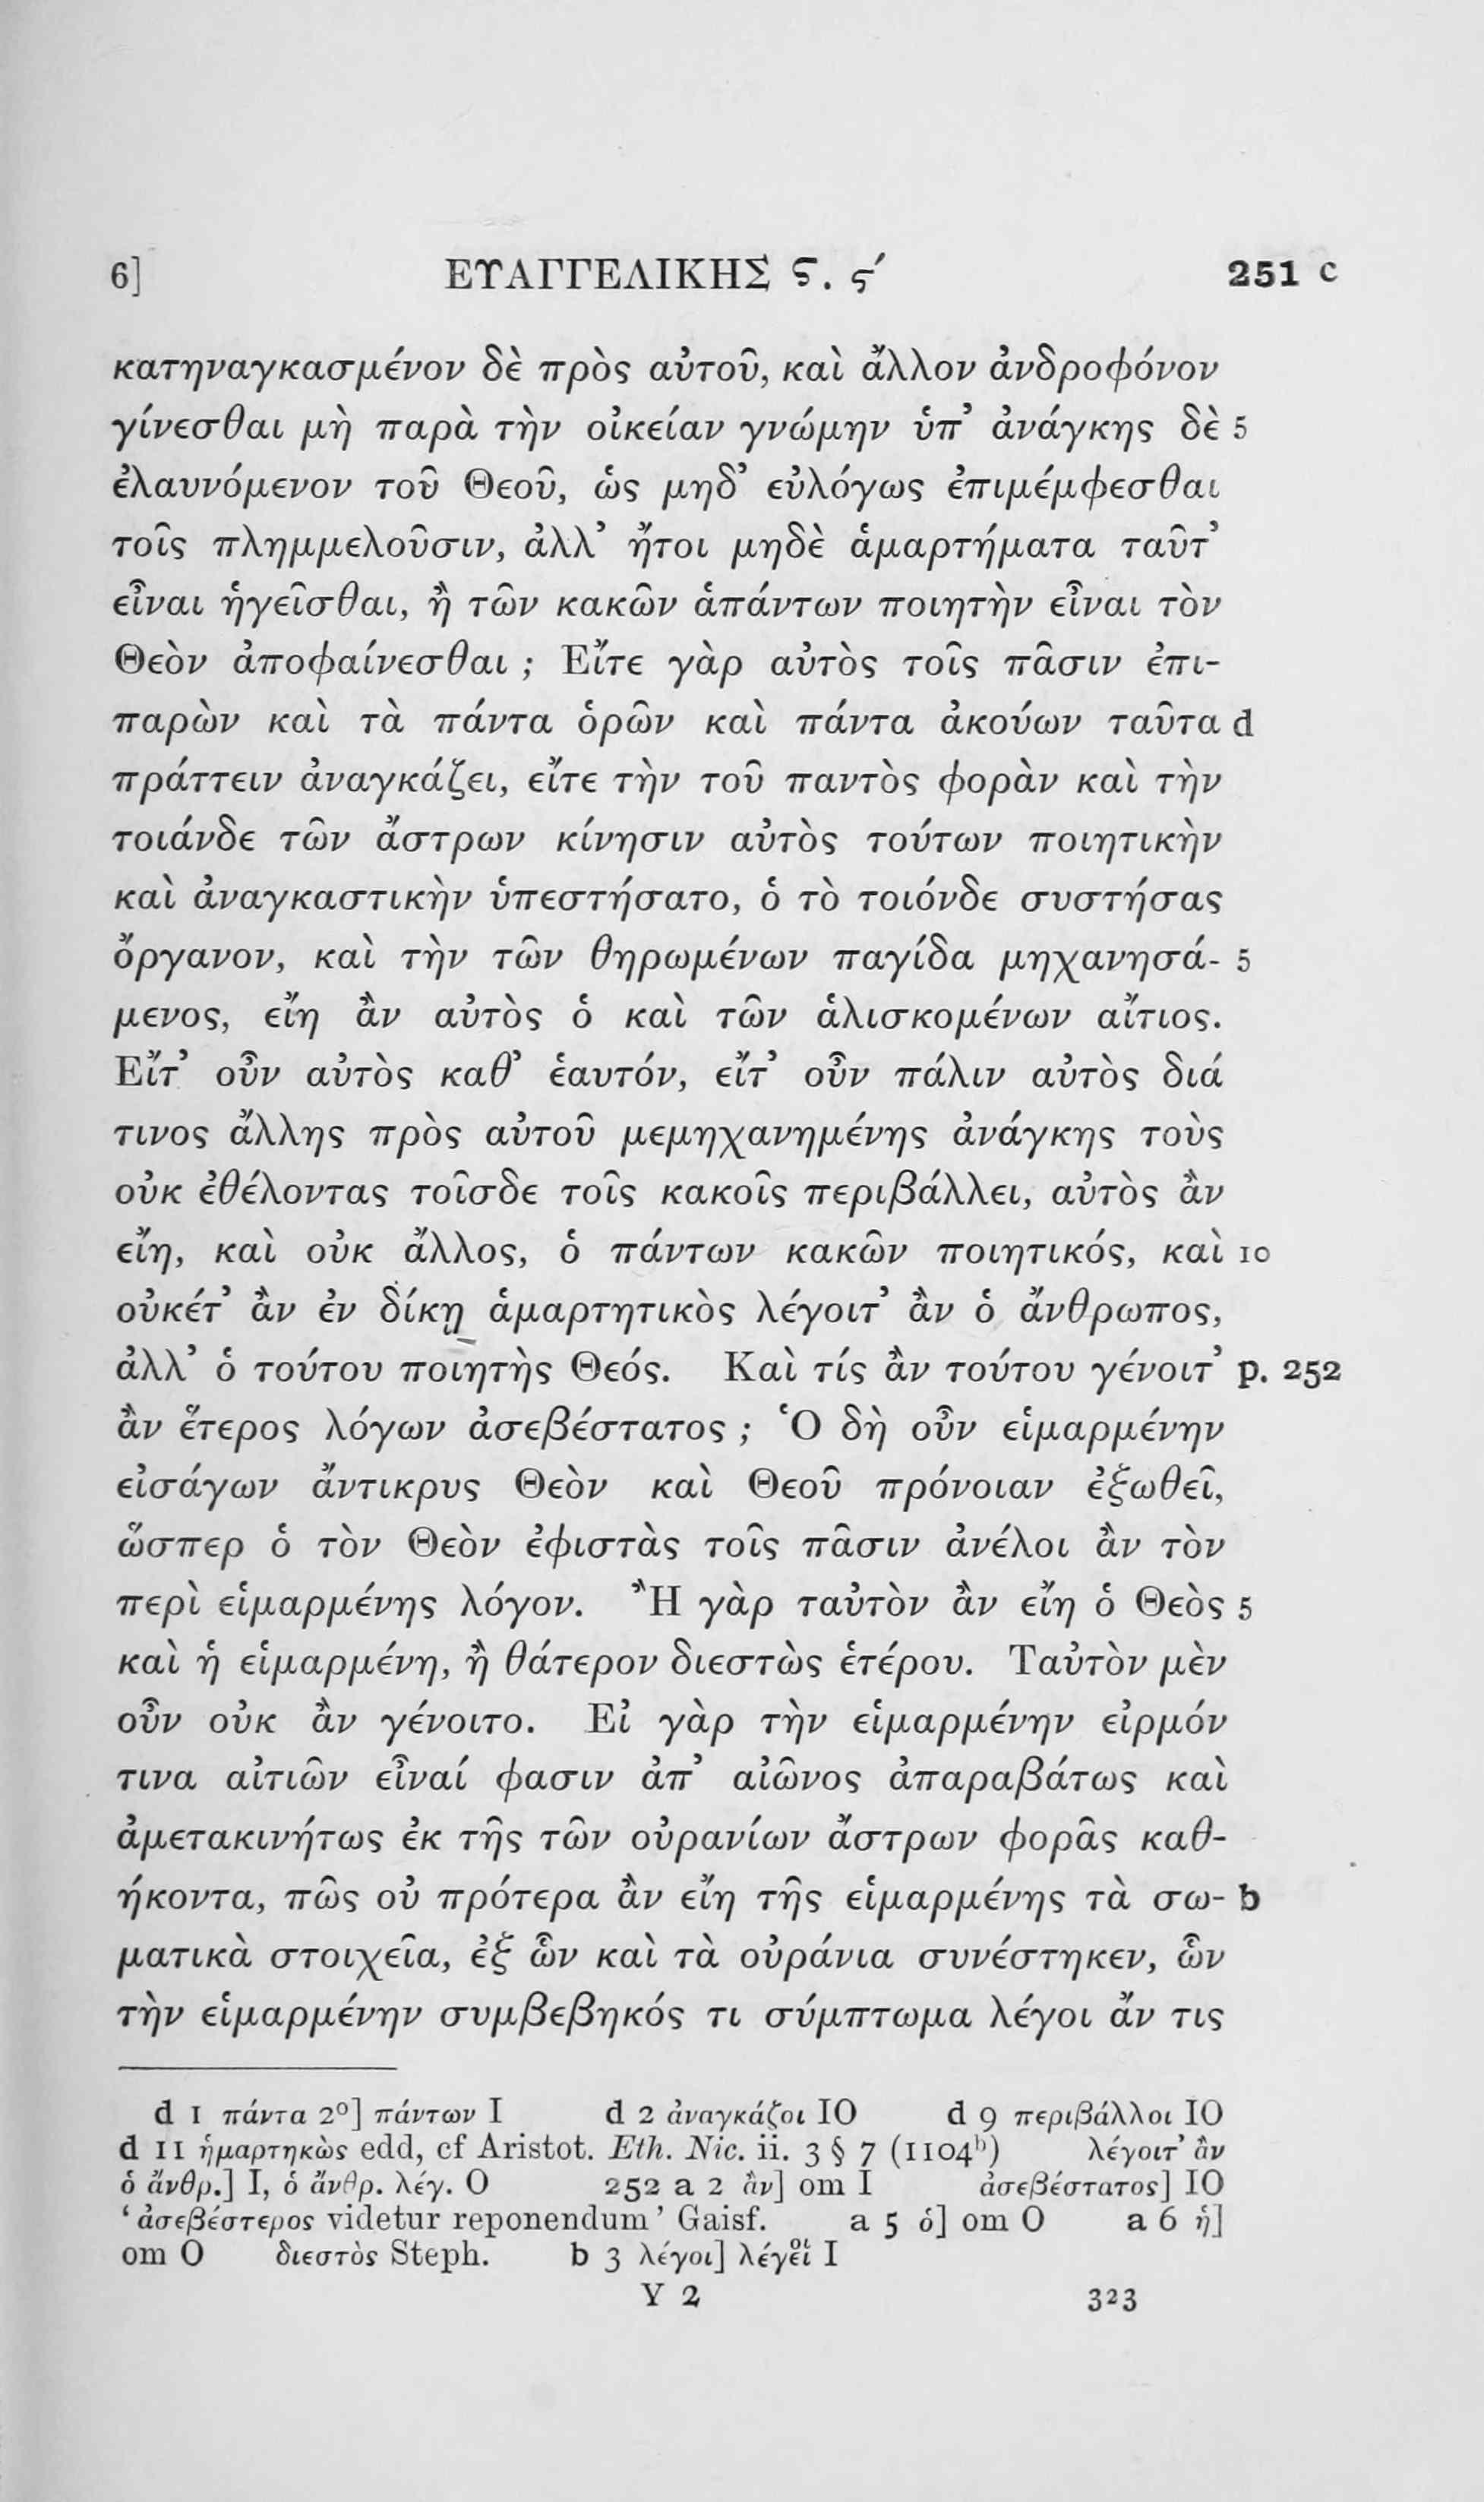 6] ΕΥΑΓΓΕΛΙΚΗΣ ϛ. ϛ′ 251 c
κατηναγκασμένον δὲ πρὸς αὐτοῦ, καὶ ἄλλον ἀνδροφόνον
γίνεσθαι μὴ παρὰ τὴν οἰκείαν γνώμην ὑπ’ ἀνάγκης δὲ 5
ἐλαυνόμενον τοῦ Θεοῦ, ὡς μηδ’ εὐλόγως ἐπιμέμφεσθαι
τοῖς πλημμελοῦσιν, ἀλλ’ ἤτοι μηδὲ ἁμαρτήματα ταῦτ’
εἶναι ἡγεῖσθαι, ἢ τῶν κακῶν ἁπάντων ποιητὴν εἶναι τὸν
Θεὸν ἀποφαίνεσθαι ; Εἴτε γὰρ αὐτὸς τοῖς πᾶσιν ἐπι-
παρὼν καὶ τὰ πάντα ὁρῶν καὶ πάντα ἀκούων ταῦτα d
πράττειν ἀναγκάζει, εἴτε τὴν τοῦ παντὸς φορὰν καὶ τὴν
τοιάνδε τῶν ἄστρων κίνησιν αὐτὸς τούτων ποιητικὴν
καὶ ἀναγκαστικὴν ὑπεστήσατο, ὁ τὸ τοιόνδε συστήσας
ὄργανον, καὶ τὴν τῶν θηρωμένων παγίδα μηχανησά- 5
μενος, εἴη ἂν αὐτὸς ὁ καὶ τῶν ἁλισκομένων αἴτιος.
Εἴτ’ οὖν αὐτὸς καθ’ ἑαυτόν, εἴτ’ οὖν πάλιν αὐτὸς διά
τινος ἄλλης πρὸς αὐτοῦ μεμηχανημένης ἀνάγκης τοὺς
οὐκ ἐθέλοντας τοῖσδε τοῖς κακοῖς περιβάλλει, αὐτὸς ἂν
εἴη, καὶ οὐκ ἄλλος, ὁ πάντων κακῶν ποιητικός, καὶ 10
οὐκέτ’ ἂν ἐν δίκῃ ἁμαρτητικὸς λέγοιτ’ ἂν ὁ ἄνθρωπος,
ἀλλ’ ὁ τούτου ποιητὴς Θεός. Καὶ τίς ἂν τούτου γένοιτ’ p. 252
ἂν ἕτερος λόγων ἀσεβέστατος ; Ὁ δὴ οὖν εἱμαρμένην
εἰσάγων ἄντικρυς Θεὸν καὶ Θεοῦ πρόνοιαν ἐξωθεῖ,
ὥσπερ ὁ τὸν Θεὸν ἐφιστὰς τοῖς πᾶσιν ἀνέλοι ἂν τὸν
περὶ εἱμαρμένης λόγον. Ἢ γὰρ ταὐτὸν ἂν εἴη ὁ Θεὸς 5
καὶ ἡ εἱμαρμένη, ἢ θάτερον διεστὼς ἑτέρου. Ταὐτὸν μὲν
οὖν οὐκ ἂν γένοιτο. Εἰ γὰρ τὴν εἱμαρμένην εἱρμόν
τινα αἰτιῶν εἶναί φασιν ἀπ’ αἰῶνος ἀπαραβάτως καὶ
ἀμετακινήτως ἐκ τῆς τῶν οὐρανίων ἄστρων φορᾶς καθ-
ήκοντα, πῶς οὐ πρότερα ἂν εἴη τῆς εἱμαρμένης τὰ σω- b
ματικὰ στοιχεῖα, ἐξ ὧν καὶ τὰ οὐράνια συνέστηκεν, ὧν
τὴν εἱμαρμένην συμβεβηκός τι σύμπτωμα λέγοι ἄν τις
d 1 πάντα 2⁰] πάντων I d 2 ἀναγκάζοι IO d 9 περιβάλλοι IO
d 11 ἡμαρτηκὼς edd, cf Aristot. Eth. Nic. ii. 3 § 7 (1104ᵇ) λέγοιτ’ ἂν
ὁ ἄνθρ.] I, ὁ ἄνθρ. λέγ. O 252 a 2 ἂν] om I ἀσεβέστατος] IO
‘ἀσεβέστερος videtur reponendum’ Gaisf. a 5 ὁ] om O a 6 ἡ]
om O διεστὸς Steph. b 3 λέγοι] λέγεῖοῖ I
Y 2 323